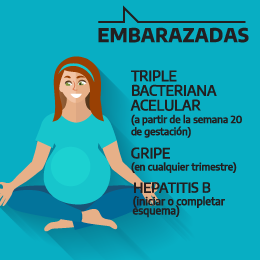 EMBARAZADAS
TRIPLE
BACTERIANA
ACELULAR
(a partir de la semana 20
de gestación)
GRIPE
(en cualquier trimestre)
HEPATITIS B
(iniciar o completar
esquema)